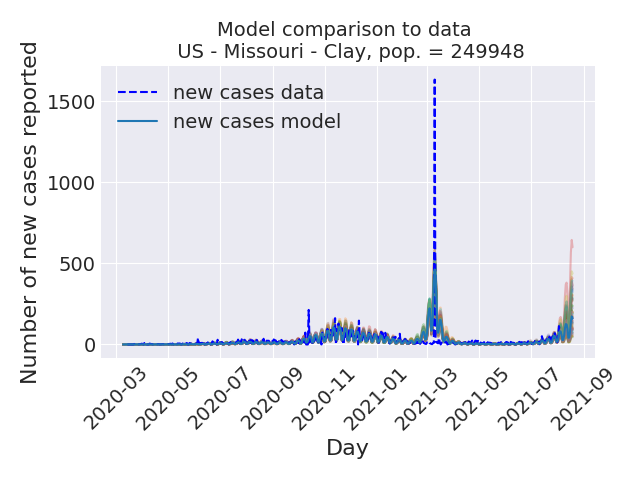 Model comparison to data
US - Missouri - Clay, pop. = 249948
Number of new cases reported
1500
1000
500
0
new cases data
new cases model
2020-03
2020-05
2020-07
2020-09
2020-11
2021-01
2021-03
2021-05
2021-07
2021-09
Day